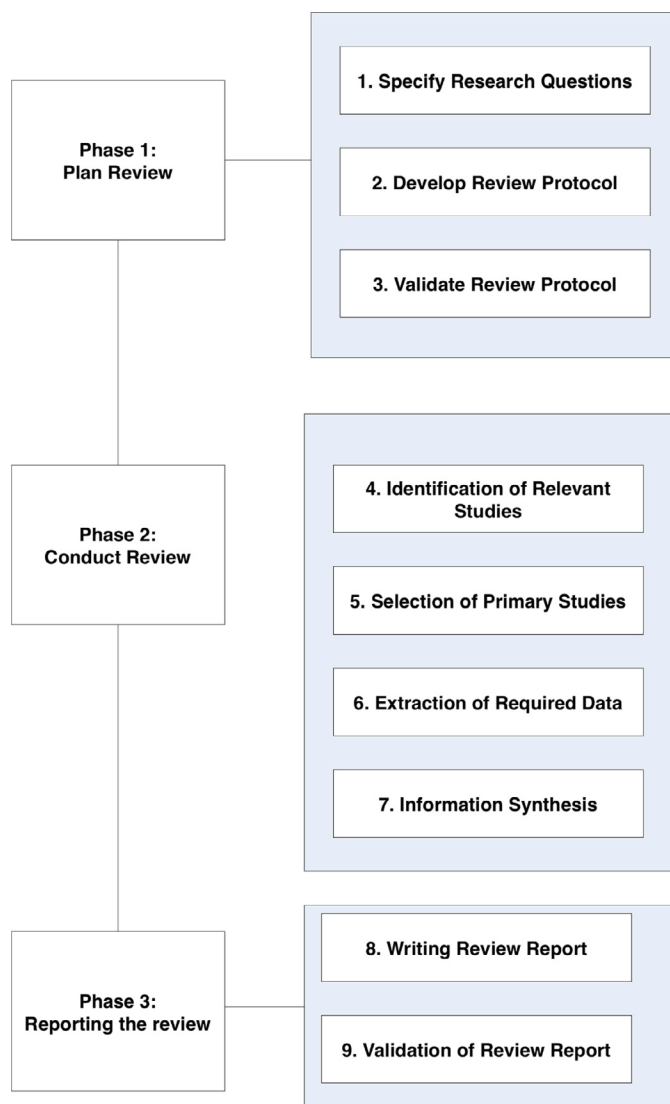 Phase 1:
Plan Review
1. Specify Research Questions
2. Develop Review Protocol
3. Validate Review Protocol
Phase 2:
Conduct Review
4. Identification of Relevant
Studies
5. Selection of Primary Studies
6. Extraction of Required Data
7. Information Synthesis
Phase 3:
Reporting the review
8. Writing Review Report
9. Validation of Review Report